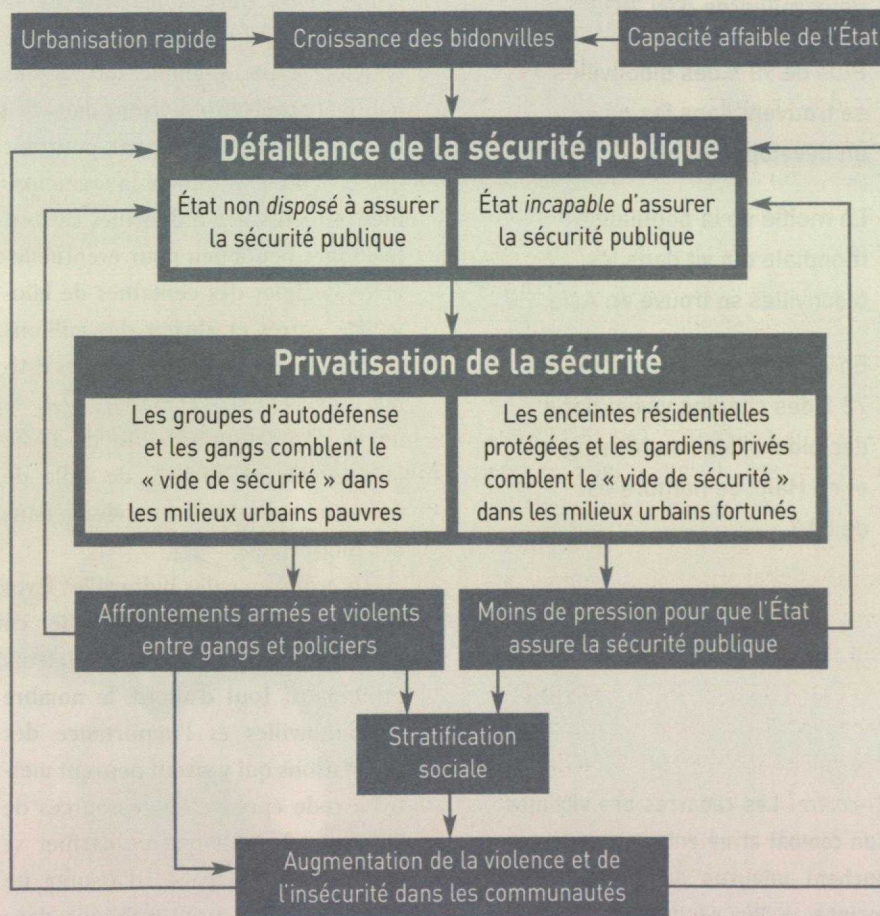 Urbanisation rapide
Croissance des bidonvilles
Capacité affaible de l'État
Défaillance de la sécurité publique
État non disposé à assurer
la sécurité publique
État incapable d'assurer
la sécurité publique
Privatisation de la sécurité
Les groupes d'autodéfense
et les gangs comblent le
« vide de sécurité » dans
les milieux urbains pauvres
Les enceintes résidentielles
protégées et les gardiens privés
comblent le « vide de sécurité »
dans les milieux urbains fortunés
Affrontements armés et violents
entre gangs et policiers
Moins de pression pour que l'État
assure la sécurité publique
Stratification
sociale
Augmentation de la violence et de
l'insécurité dans les communautés